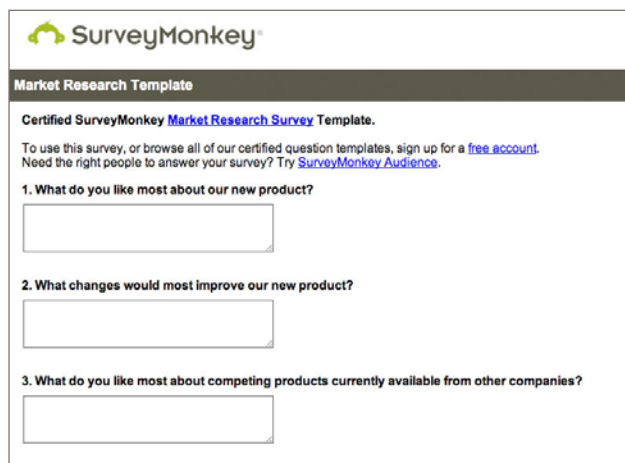 SurveyMonkey
Market Research Template
Certified SurveyMonkey Market Research Survey Template.
To use this survey, or browse all of our certified question templates, sign up for a free account.
Need the right people to answer your survey? Try SurveyMonkey Audience.
1. What do you like most about our new product?
2. What changes would most improve our new product?
3. What do you like most about competing products currently available from other companies?